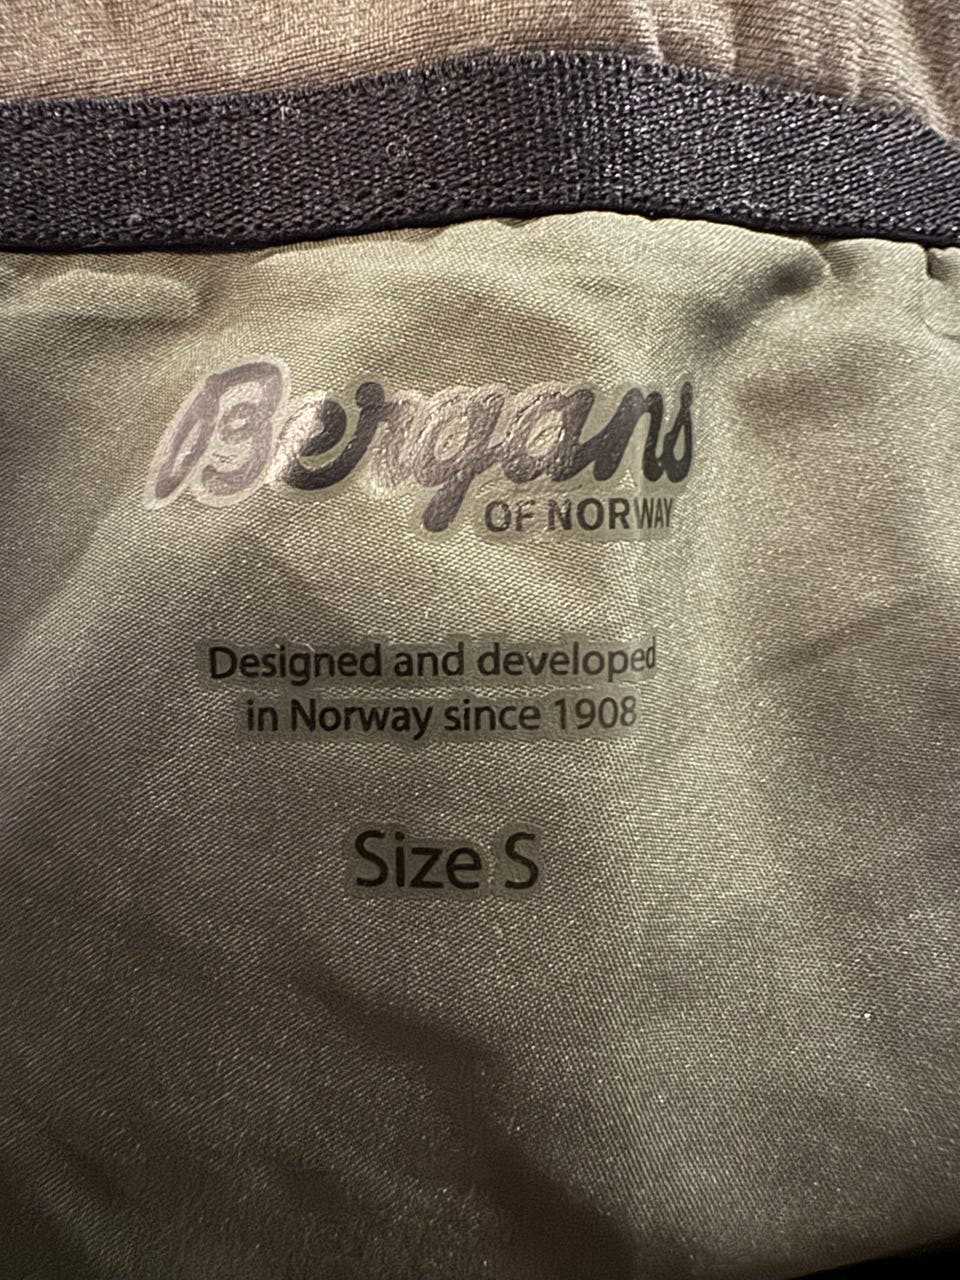 Bergans
OF NORWAY
Designed and developed
in Norway since 1908
Size S